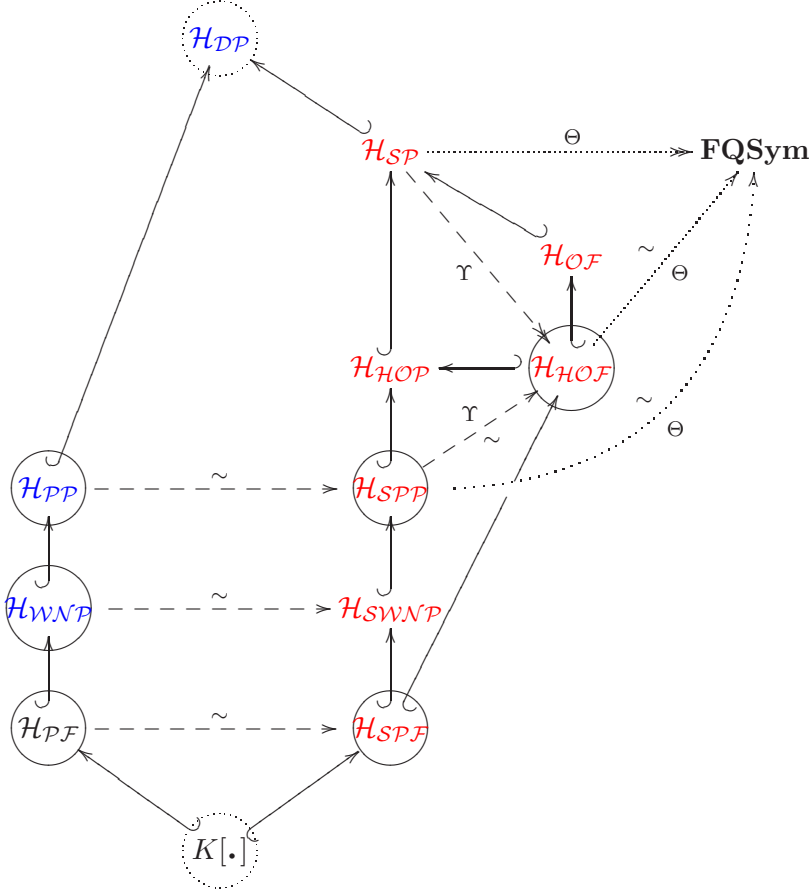 𝓗_𝓓𝓟
𝓗_𝓢𝓟
Θ
FQSym
𝓗_𝓞𝓕
∼
Υ
Θ
𝓗_𝓗𝓞𝓟
𝓗_𝓗𝓞𝓕
Υ
∼
∼
Θ
𝓗_𝓟𝓟
∼
𝓗_𝓢𝓟𝓟
𝓗_𝓦𝓝𝓟
∼
𝓗_𝓢𝓦𝓝𝓟
𝓗_𝓟𝓕
∼
𝓗_𝓢𝓟𝓕
K[.]